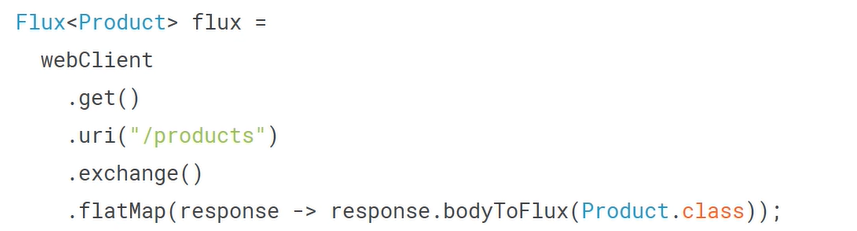 Flux<Product> flux =
webClient
.get()
.uri("/products")
.exchange()
.flatMap(response -> response.bodyToFlux(Product.class));